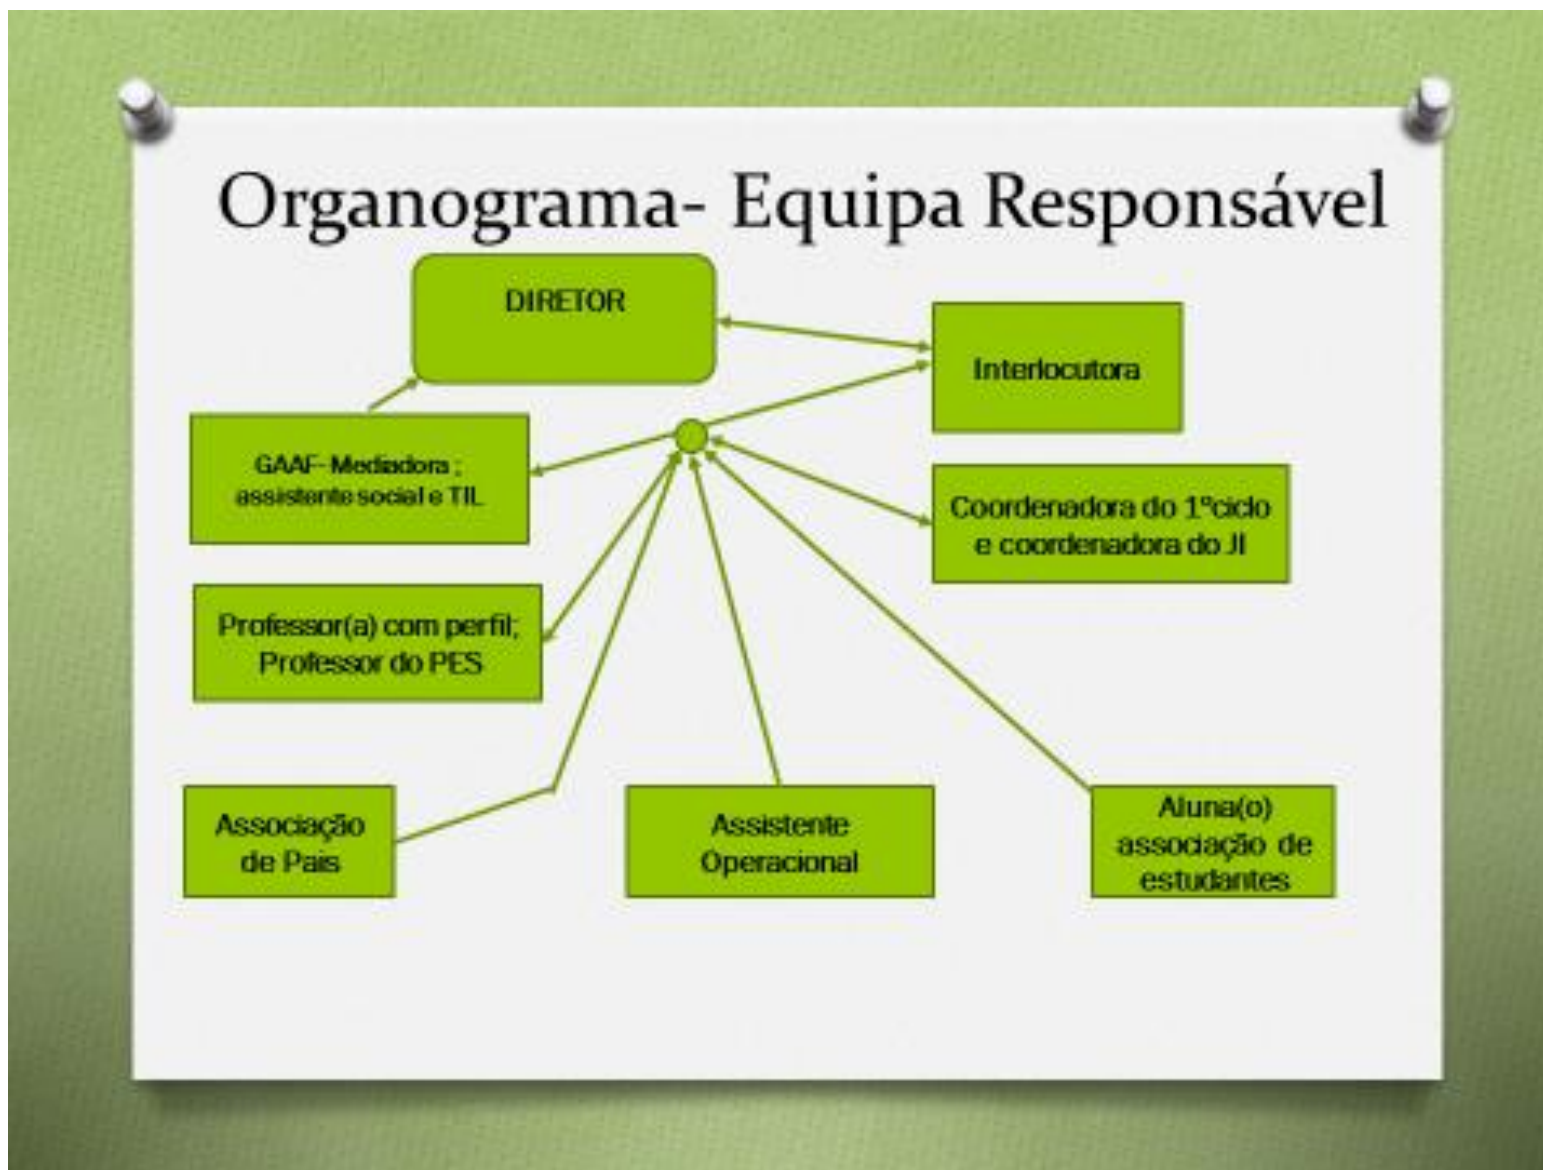 Organograma- Equipa Responsável
DIRETOR
Interlocutora
GAAF- Mediadora ;
assistente social e TIL
Coordenadora do 1ºciclo
e coordenadora do JI
Professor(a) com perfil;
Professor do PES
Associação
de Pais
Assistente
Operacional
Aluna(o)
associação de
estudantes